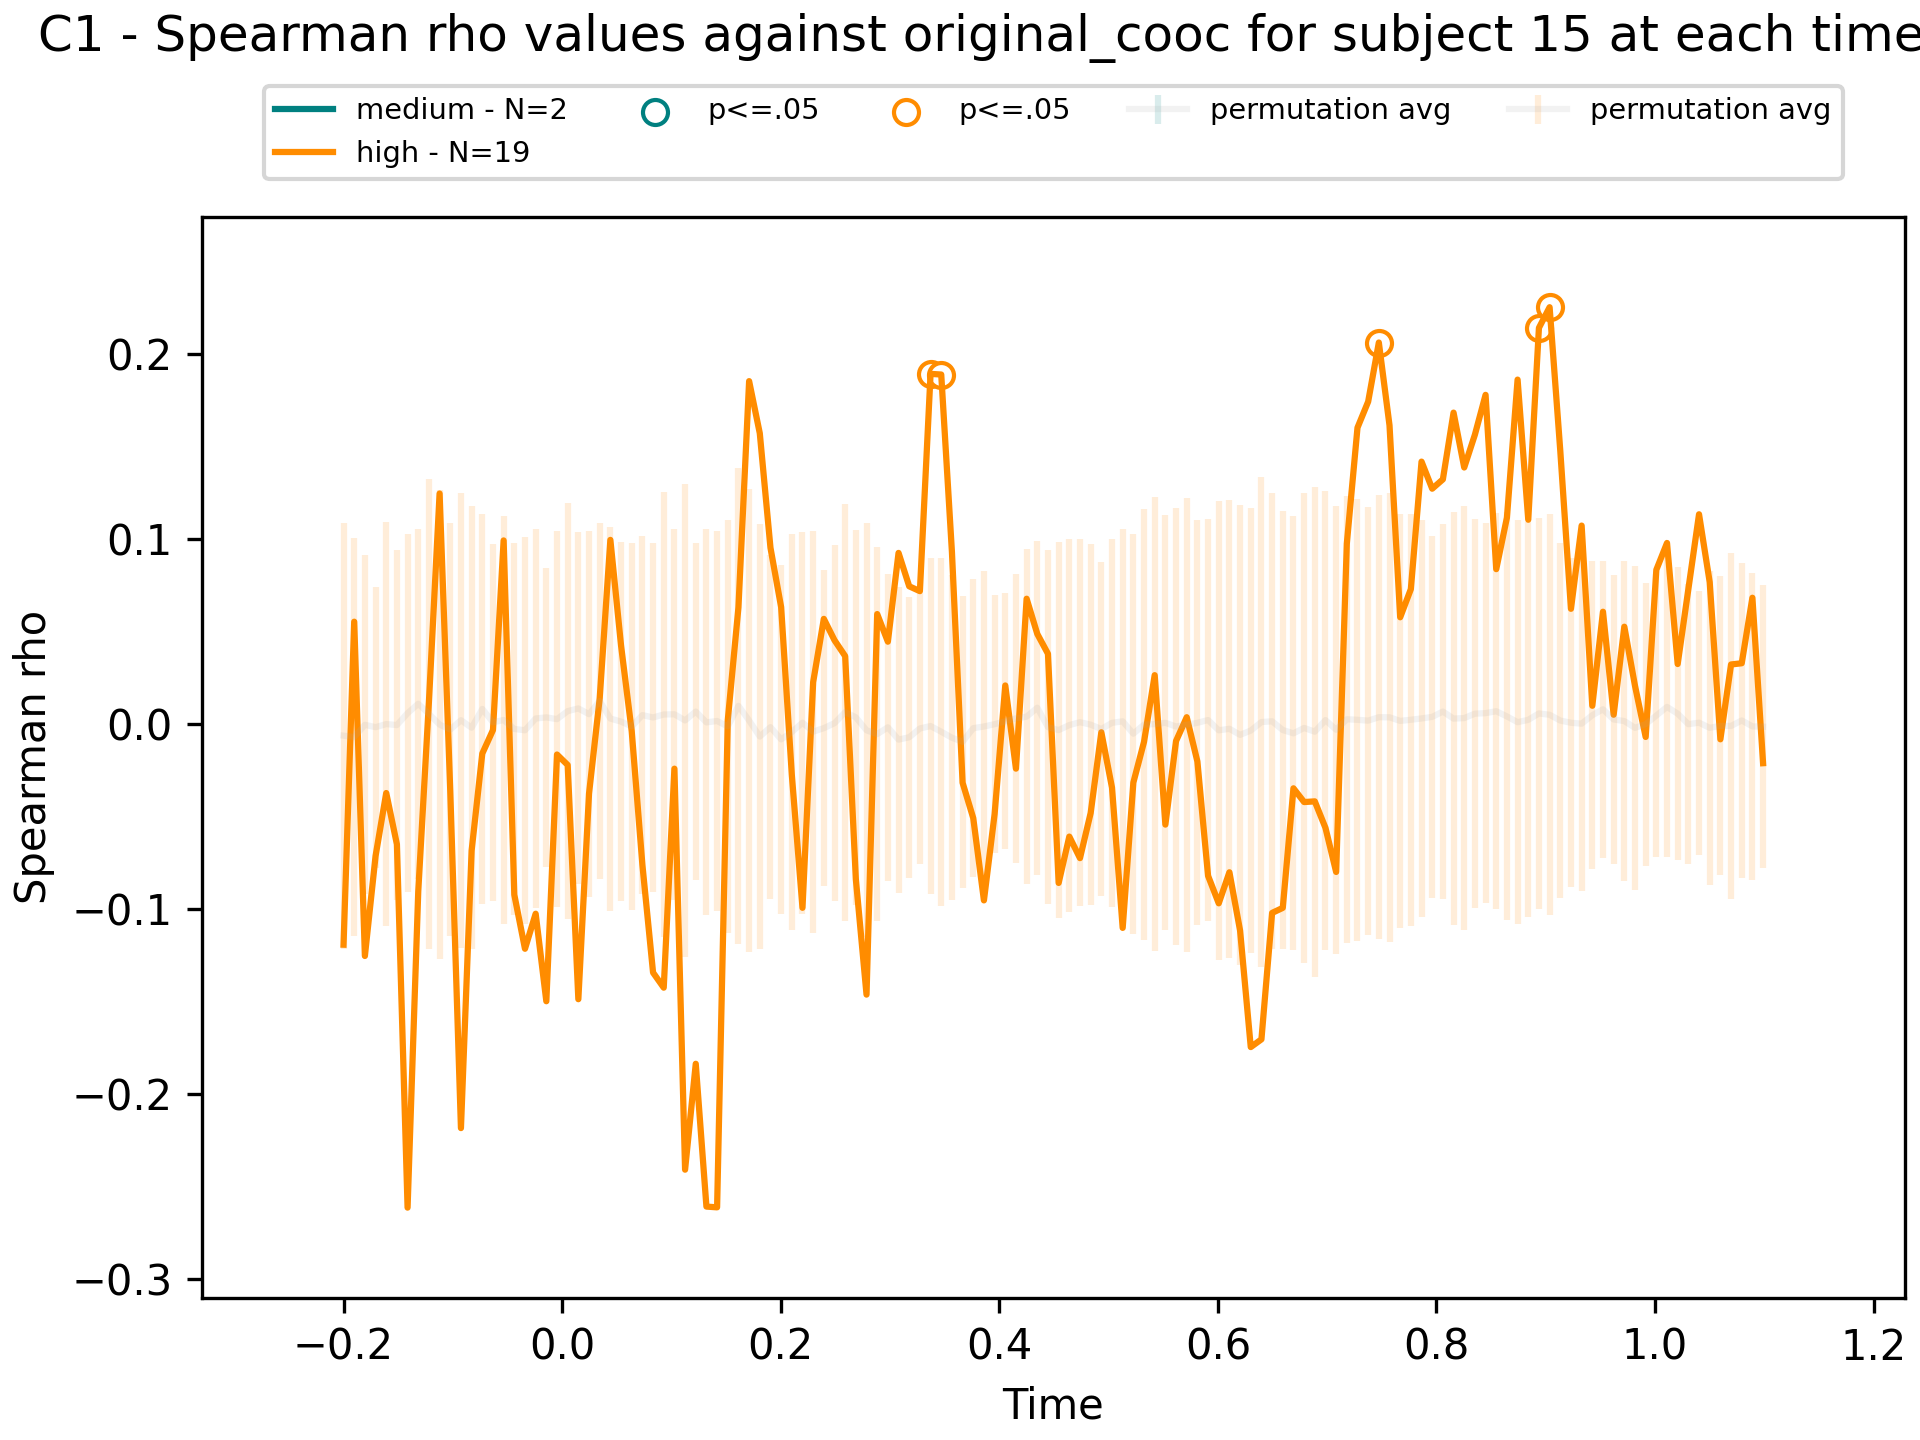 C1 - Spearman rho values against original_cooc for subject 15 at each time
medium - N=2 p<=.05 p<=.05 permutation avg permutation avg
high - N=19
0.2
0.1
0.0
−0.1
−0.2
−0.3
Spearman rho
−0.2 0.0 0.2 0.4 0.6 0.8 1.0 1.2
Time